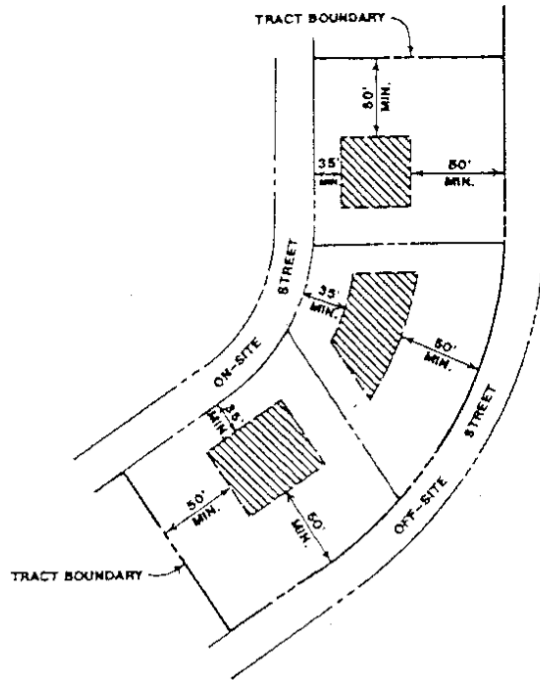 TRACT BOUNDARY
50'
MIN.
35'
MIN
50'
MIN.
STREET
35'
MIN.
50'
MIN.
ON-SITE
STREET
35'
MIN.
50'
MIN.
50'
MIN.
OFF-SITE
TRACT BOUNDARY